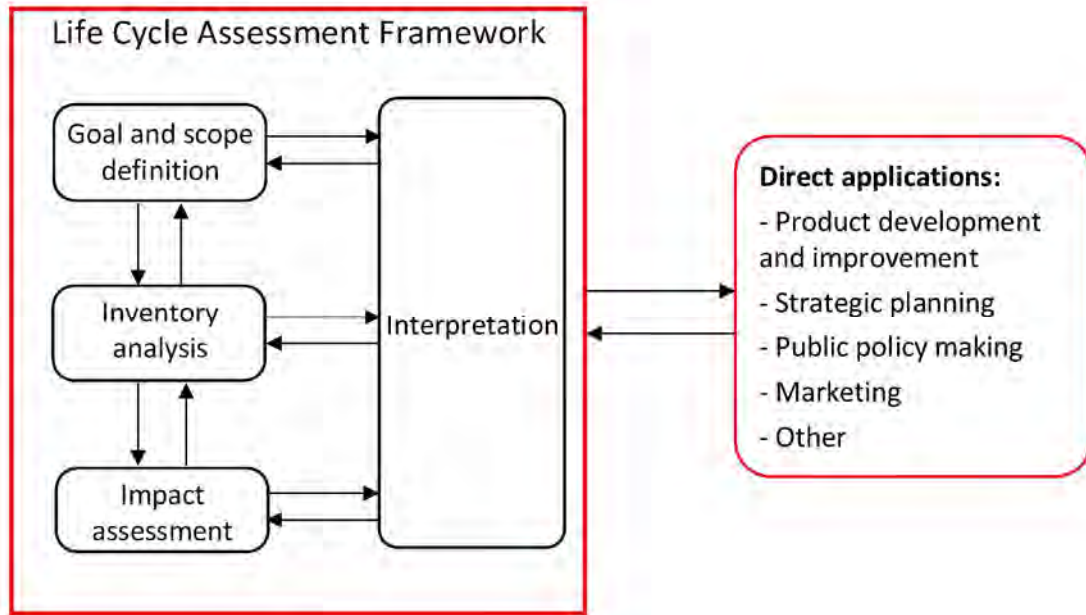 Life Cycle Assessment Framework
Goal and scope
definition
Inventory
analysis
Impact
assessment
Interpretation
Direct applications:
- Product development
and improvement
- Strategic planning
- Public policy making
- Marketing
- Other